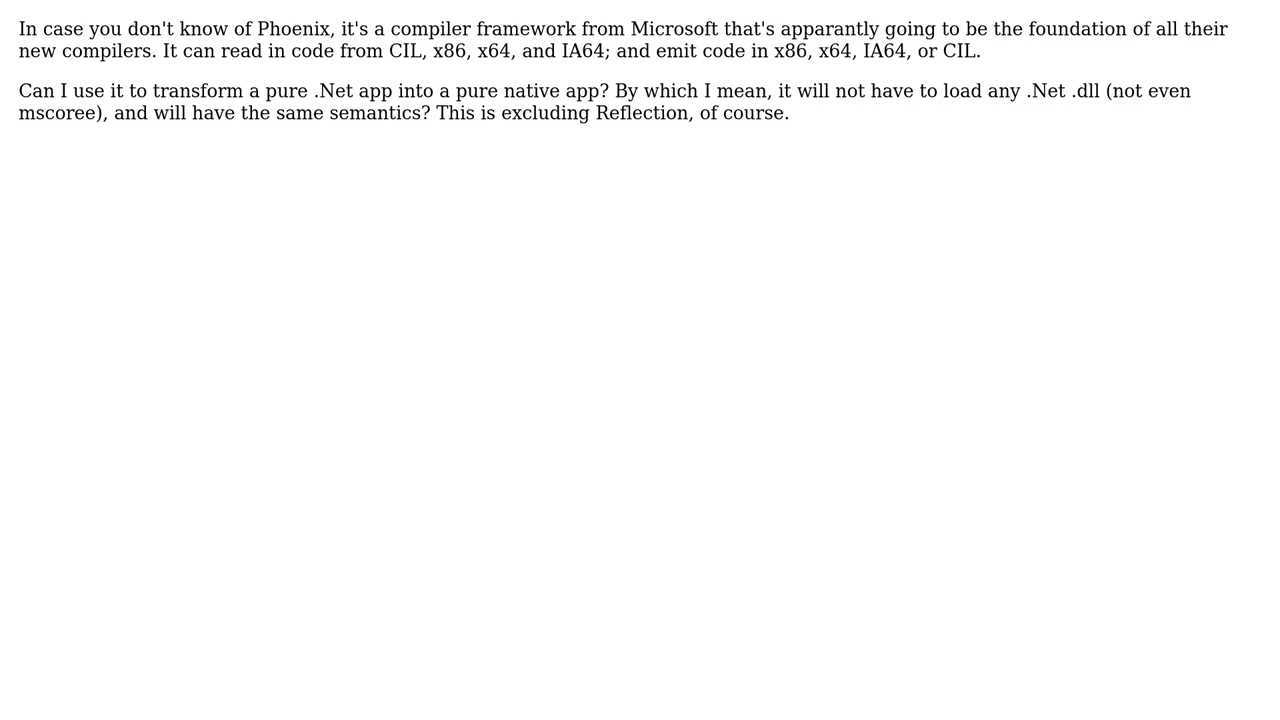 In case you don't know of Phoenix, it's a compiler framework from Microsoft that's apparantly going to be the foundation of all their
new compilers. It can read in code from CIL, x86, x64, and IA64; and emit code in x86, x64, IA64, or CIL.
Can I use it to transform a pure .Net app into a pure native app? By which I mean, it will not have to load any .Net .dll (not even
mscoree), and will have the same semantics? This is excluding Reflection, of course.